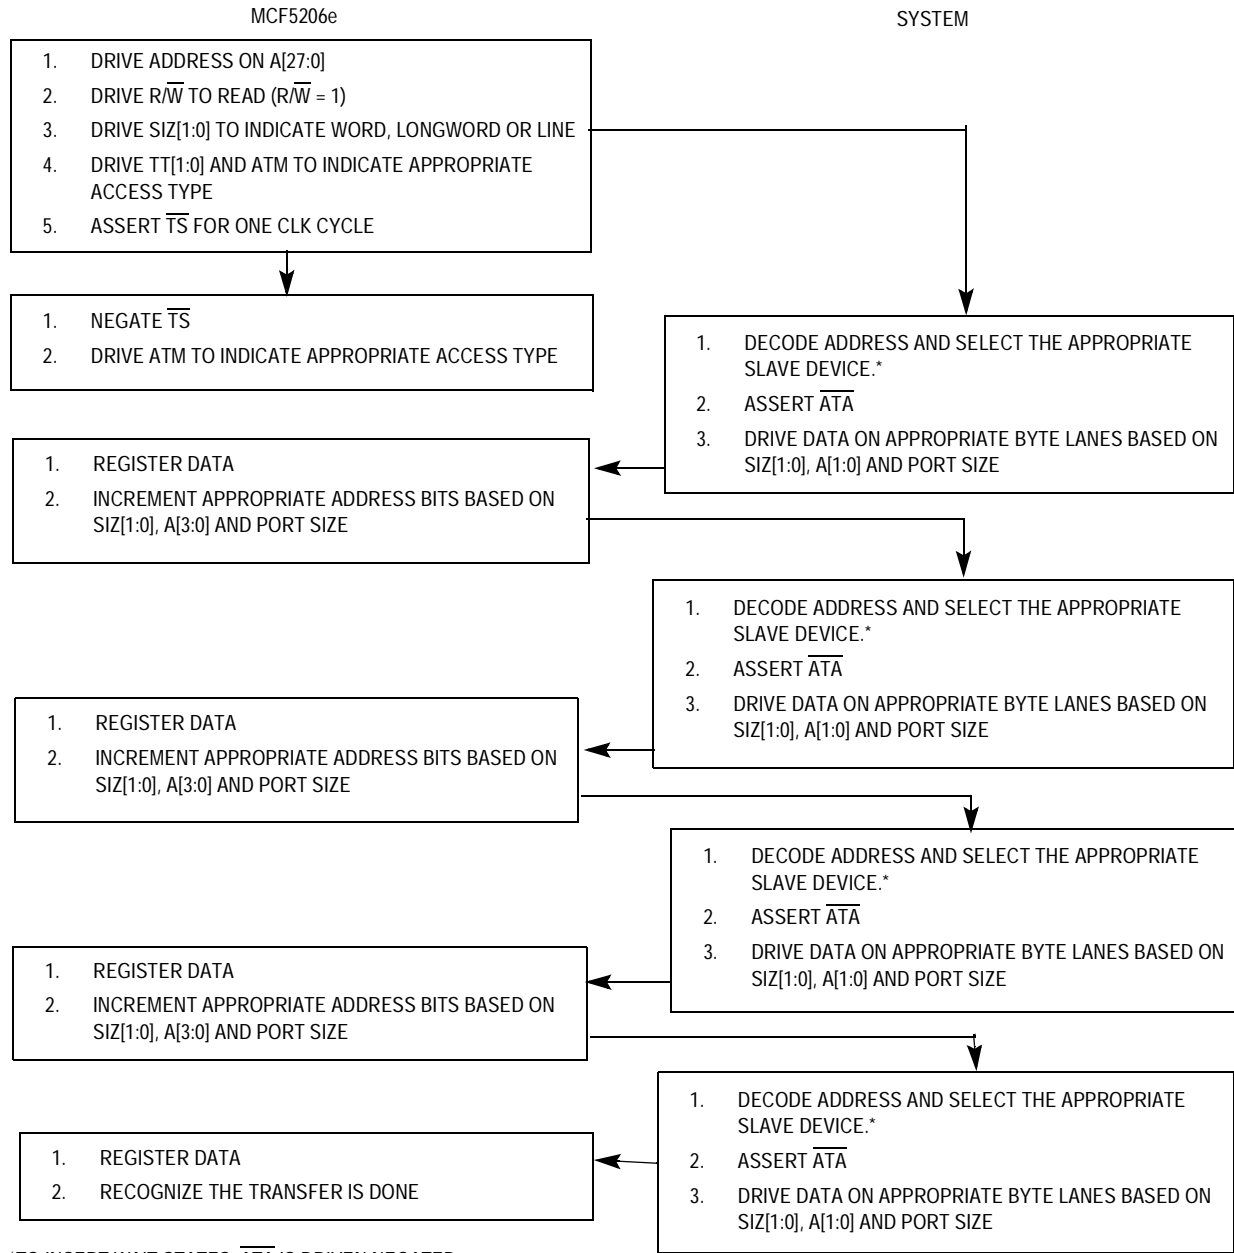 MCF5206e
SYSTEM
1. DRIVE ADDRESS ON A[27:0]
2. DRIVE R/W̅ TO READ (R/W̅ = 1)
3. DRIVE SIZ[1:0] TO INDICATE WORD, LONGWORD OR LINE
4. DRIVE TT[1:0] AND ATM TO INDICATE APPROPRIATE
ACCESS TYPE
5. ASSERT T̅S̅ FOR ONE CLK CYCLE
1. NEGATE T̅S̅
2. DRIVE ATM TO INDICATE APPROPRIATE ACCESS TYPE
1. DECODE ADDRESS AND SELECT THE APPROPRIATE
SLAVE DEVICE.*
2. ASSERT A̅T̅A̅
3. DRIVE DATA ON APPROPRIATE BYTE LANES BASED ON
SIZ[1:0], A[1:0] AND PORT SIZE
1. REGISTER DATA
2. INCREMENT APPROPRIATE ADDRESS BITS BASED ON
SIZ[1:0], A[3:0] AND PORT SIZE
1. DECODE ADDRESS AND SELECT THE APPROPRIATE
SLAVE DEVICE.*
2. ASSERT A̅T̅A̅
3. DRIVE DATA ON APPROPRIATE BYTE LANES BASED ON
SIZ[1:0], A[1:0] AND PORT SIZE
1. REGISTER DATA
2. INCREMENT APPROPRIATE ADDRESS BITS BASED ON
SIZ[1:0], A[3:0] AND PORT SIZE
1. DECODE ADDRESS AND SELECT THE APPROPRIATE
SLAVE DEVICE.*
2. ASSERT A̅T̅A̅
3. DRIVE DATA ON APPROPRIATE BYTE LANES BASED ON
SIZ[1:0], A[1:0] AND PORT SIZE
1. REGISTER DATA
2. INCREMENT APPROPRIATE ADDRESS BITS BASED ON
SIZ[1:0], A[3:0] AND PORT SIZE
1. DECODE ADDRESS AND SELECT THE APPROPRIATE
SLAVE DEVICE.*
2. ASSERT A̅T̅A̅
3. DRIVE DATA ON APPROPRIATE BYTE LANES BASED ON
SIZ[1:0], A[1:0] AND PORT SIZE
1. REGISTER DATA
2. RECOGNIZE THE TRANSFER IS DONE
*TO INSERT WAIT STATES, A̅T̅A̅ IS DRIVEN NEGATED